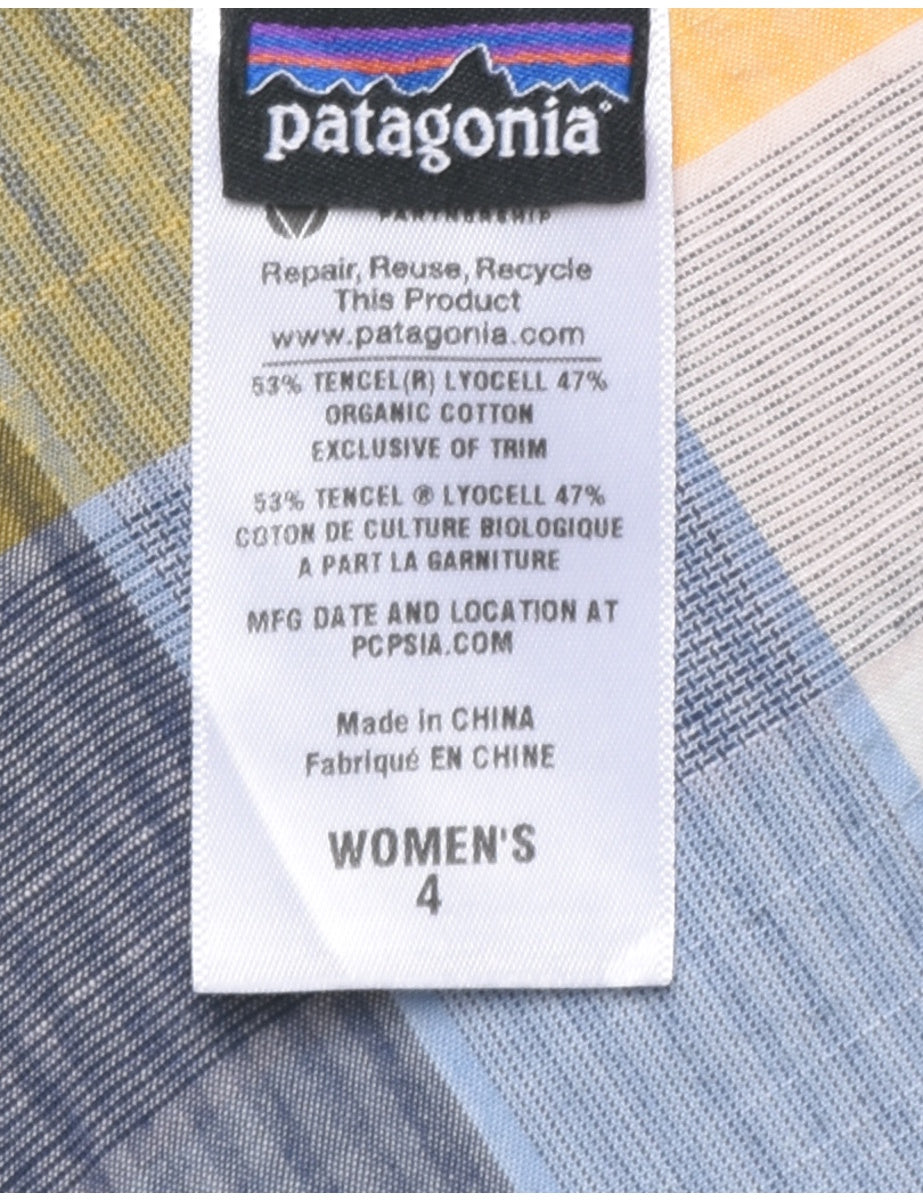 patagonia®
PARTNERSHIP
Repair, Reuse, Recycle
This Product
www.patagonia.com
53% TENCEL(R) LYOCELL 47%
ORGANIC COTTON
EXCLUSIVE OF TRIM
53% TENCEL ® LYOCELL 47%
COTON DE CULTURE BIOLOGIQUE
A PART LA GARNITURE
MFG DATE AND LOCATION AT
PCPSIA.COM
Made in CHINA
Fabriqué EN CHINE
WOMEN'S
4